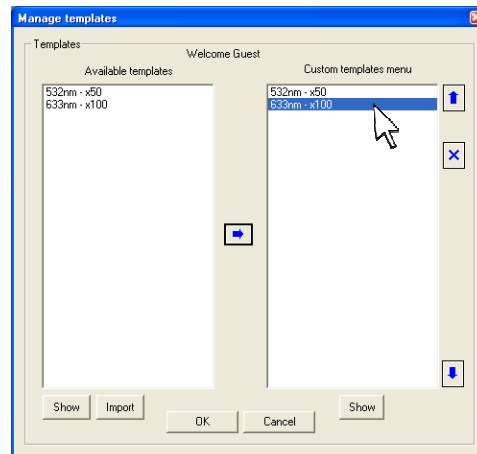 Manage templates
Templates
Welcome Guest
Available templates
Custom templates menu
532nm - x50
633nm - x100
532nm - x50
633nm - x100
Show
Import
Show
OK
Cancel